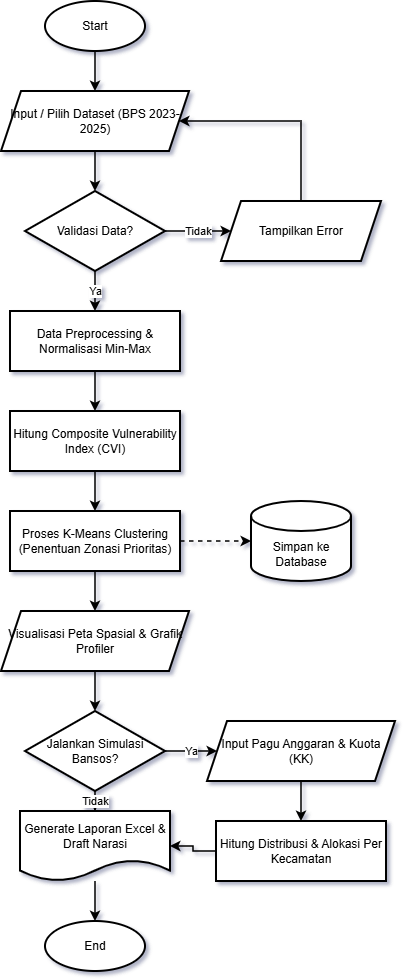 Start
Input / Pilih Dataset (BPS 2023-
2025)
Validasi Data?
Tidak
Tampilkan Error
Ya
Data Preprocessing &
Normalisasi Min-Max
Hitung Composite Vulnerability
Index (CVI)
Proses K-Means Clustering
(Penentuan Zonasi Prioritas)
Simpan ke
Database
Visualisasi Peta Spasial & Grafik
Profiler
Jalankan Simulasi
Bansos?
Ya
Input Pagu Anggaran & Kuota
(KK)
Tidak
Generate Laporan Excel &
Draft Narasi
Hitung Distribusi & Alokasi Per
Kecamatan
End